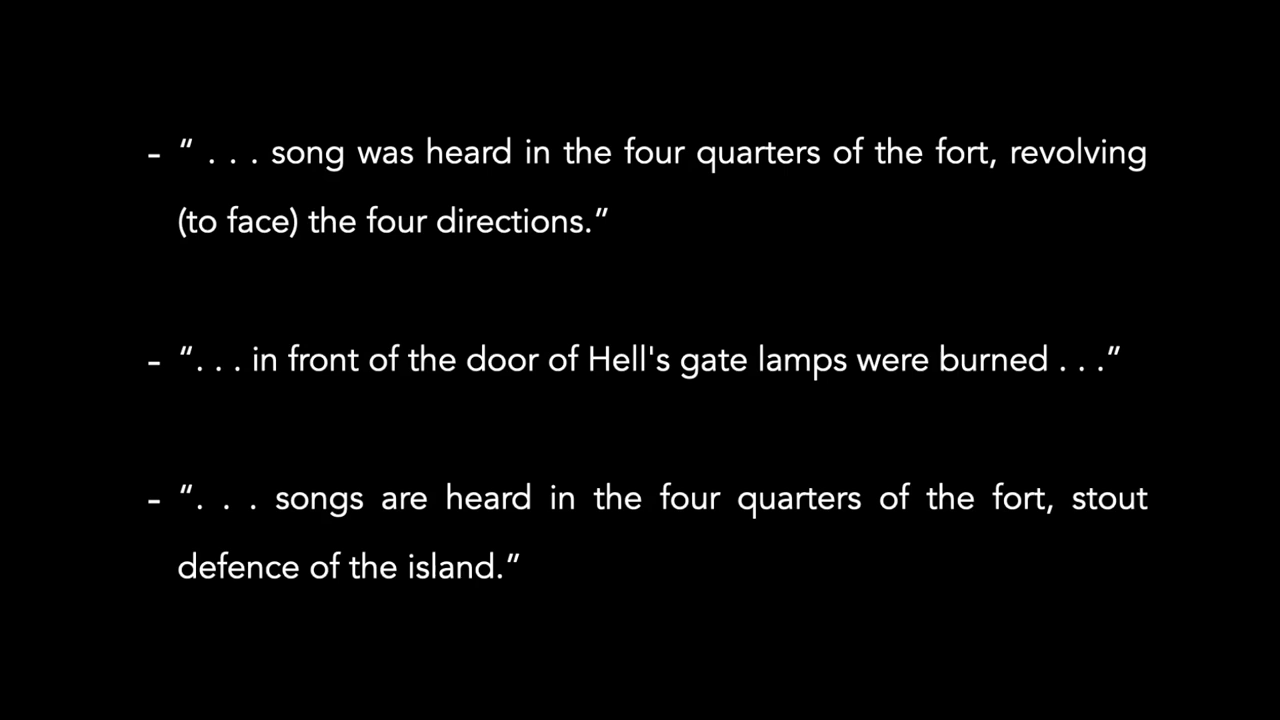 - “ . . . song was heard in the four quarters of the fort, revolving
(to face) the four directions.”
- “. . . in front of the door of Hell's gate lamps were burned . . .”
- “. . . songs are heard in the four quarters of the fort, stout
defence of the island.”